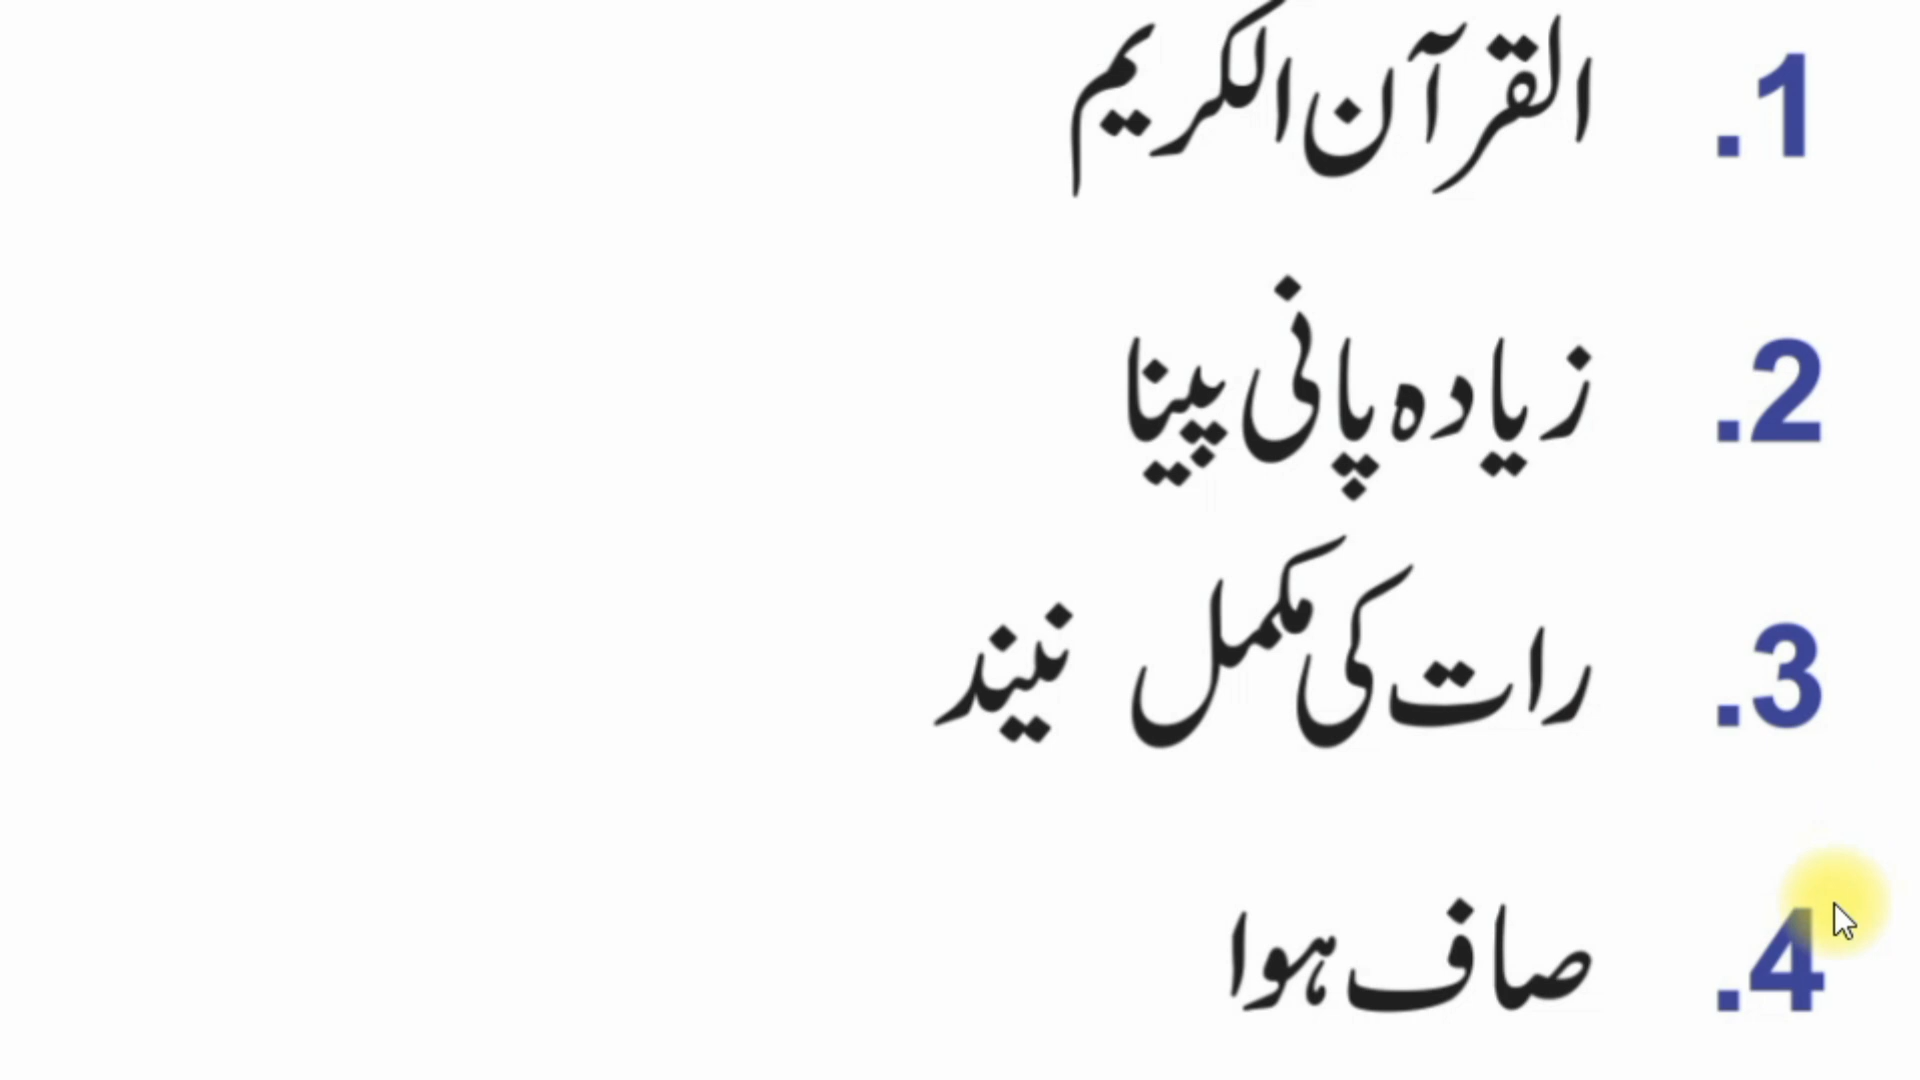 1. القرآن الکریم
2. زیادہ پانی پینا
3. رات کی مکمل نیند
4. صاف ہوا